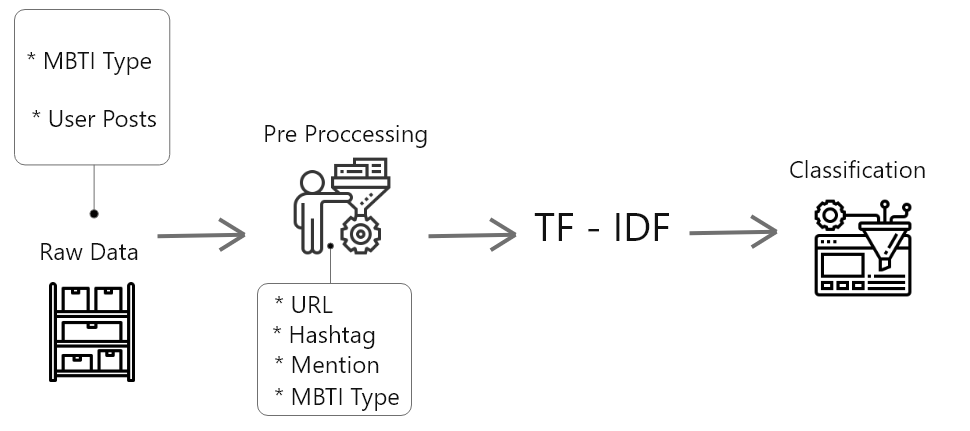 * MBTI Type
* User Posts
Raw Data
Pre Proccessing
* URL
* Hashtag
* Mention
* MBTI Type
TF - IDF
Classification